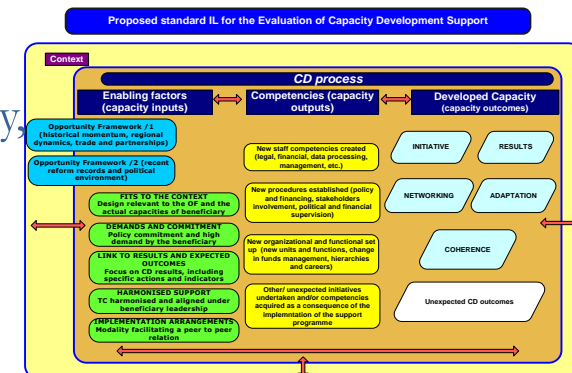 Proposed standard IL for the Evaluation of Capacity Development Support
Context
y,
CD process
Enabling factors
(capacity inputs)
Competencies (capacity
outputs)
Developed Capacity
(capacity outcomes)
Opportunity Framework /1
(historical momentum, regional
dynamics, trade and partnerships)
Opportunity Framework /2 (recent
reform records and political
environment)
FITS TO THE CONTEXT
Design relevant to the OF and the
actual capacities of beneficiary
DEMANDS AND COMMITMENT
Policy commitment and high
demand by the beneficiary
LINK TO RESULTS AND EXPECTED
OUTCOMES
Focus on CD results, including
specific actions and indicators
HARMONISED SUPPORT
TC harmonised and aligned under
beneficiary leadership
IMPLEMENTATION ARRANGEMENTS
Modality facilitating a peer to peer
relation
New staff competencies created
(legal, financial, data processing,
management, etc.)
New procedures established (policy
and financing, stakeholders
involvement, political and financial
supervision)
New organizational and functional set
up (new units and functions, change
in funds management, hierarchies
and careers)
Other/ unexpected initiatives
undertaken and/or competencies
acquired as a consequence of the
implemntation of the support
programme
INITIATIVE
RESULTS
NETWORKING
ADAPTATION
COHERENCE
Unexpected CD outcomes